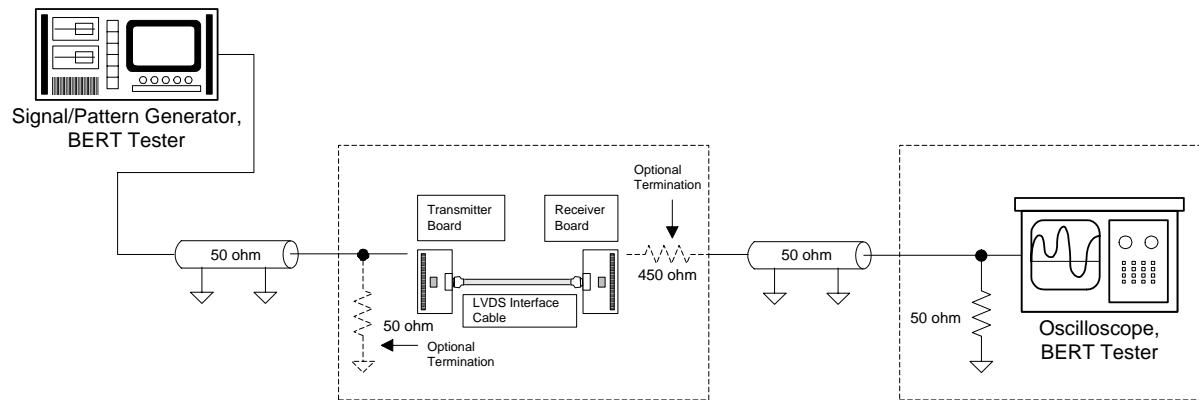 Signal/Pattern Generator,
BERT Tester
50 ohm
50 ohm
Optional
Termination
Transmitter
Board
Receiver
Board
LVDS Interface
Cable
Optional
Termination
450 ohm
50 ohm
50 ohm
Oscilloscope,
BERT Tester